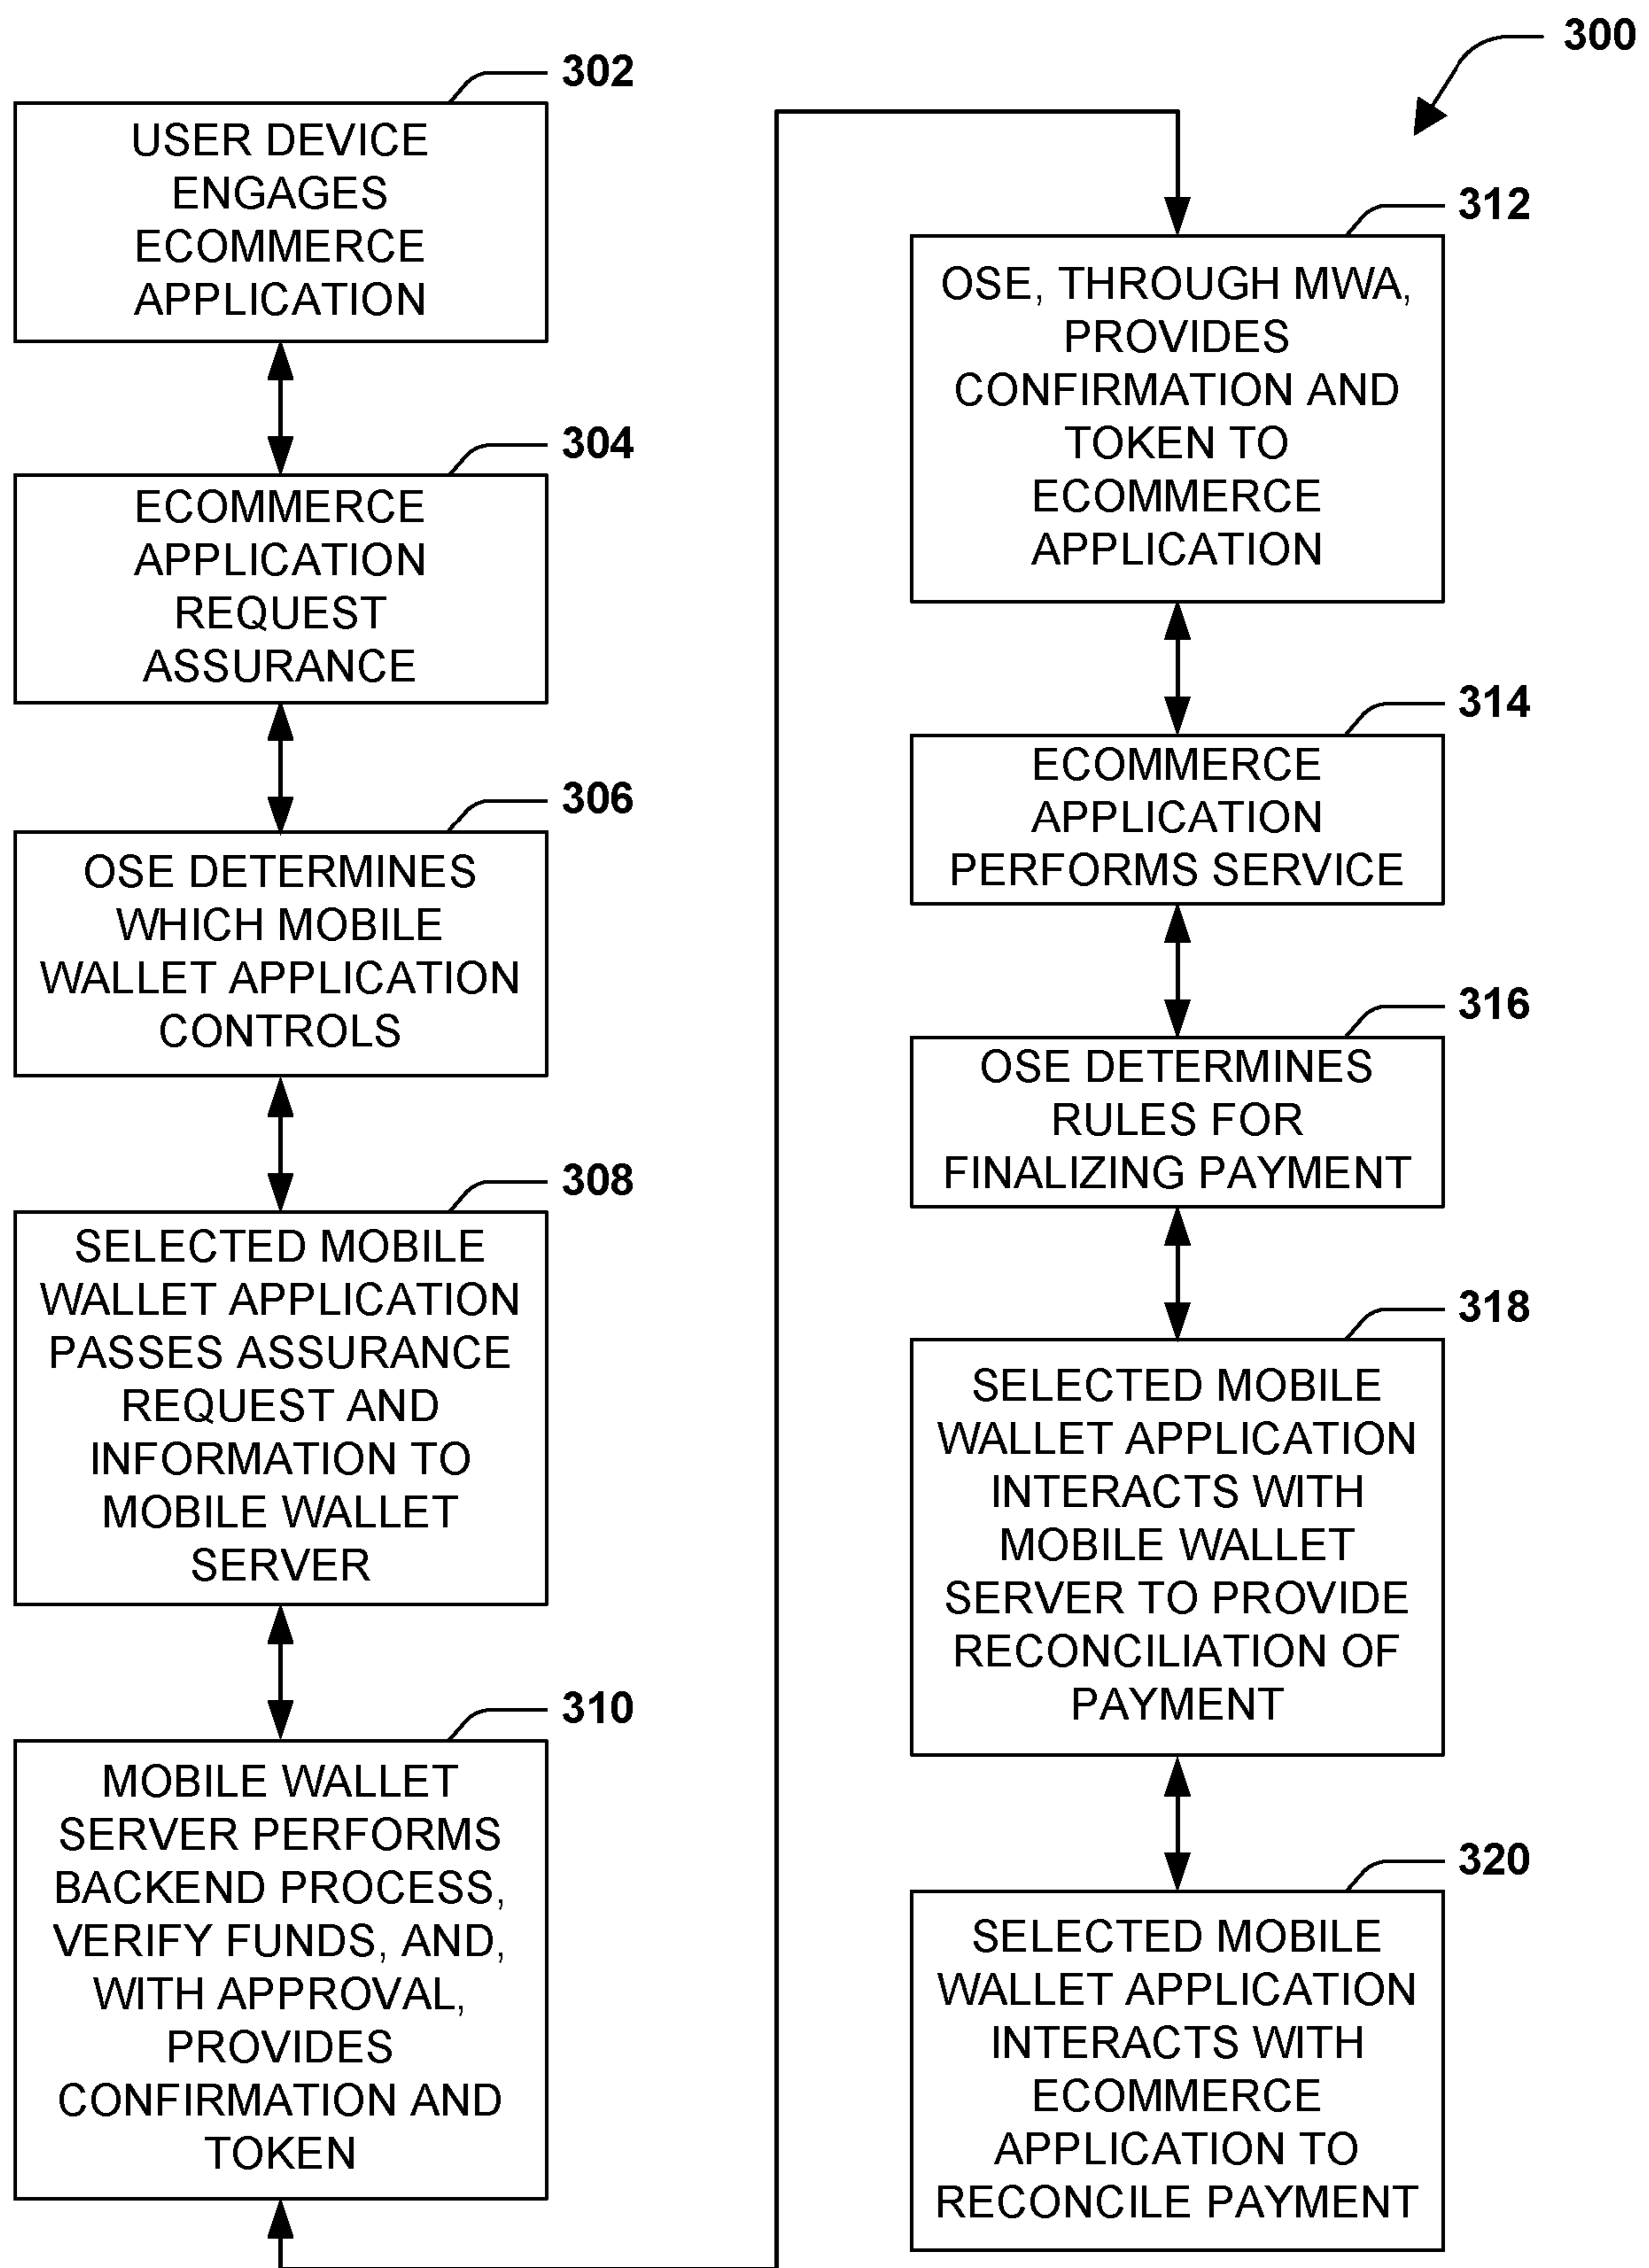 300
302
USER DEVICE
ENGAGES
ECOMMERCE
APPLICATION
304
ECOMMERCE
APPLICATION
REQUEST
ASSURANCE
306
OSE DETERMINES
WHICH MOBILE
WALLET APPLICATION
CONTROLS
308
SELECTED MOBILE
WALLET APPLICATION
PASSES ASSURANCE
REQUEST AND
INFORMATION TO
MOBILE WALLET
SERVER
310
MOBILE WALLET
SERVER PERFORMS
BACKEND PROCESS,
VERIFY FUNDS, AND,
WITH APPROVAL,
PROVIDES
CONFIRMATION AND
TOKEN
312
OSE, THROUGH MWA,
PROVIDES
CONFIRMATION AND
TOKEN TO
ECOMMERCE
APPLICATION
314
ECOMMERCE
APPLICATION
PERFORMS SERVICE
316
OSE DETERMINES
RULES FOR
FINALIZING PAYMENT
318
SELECTED MOBILE
WALLET APPLICATION
INTERACTS WITH
MOBILE WALLET
SERVER TO PROVIDE
RECONCILIATION OF
PAYMENT
320
SELECTED MOBILE
WALLET APPLICATION
INTERACTS WITH
ECOMMERCE
APPLICATION TO
RECONCILE PAYMENT